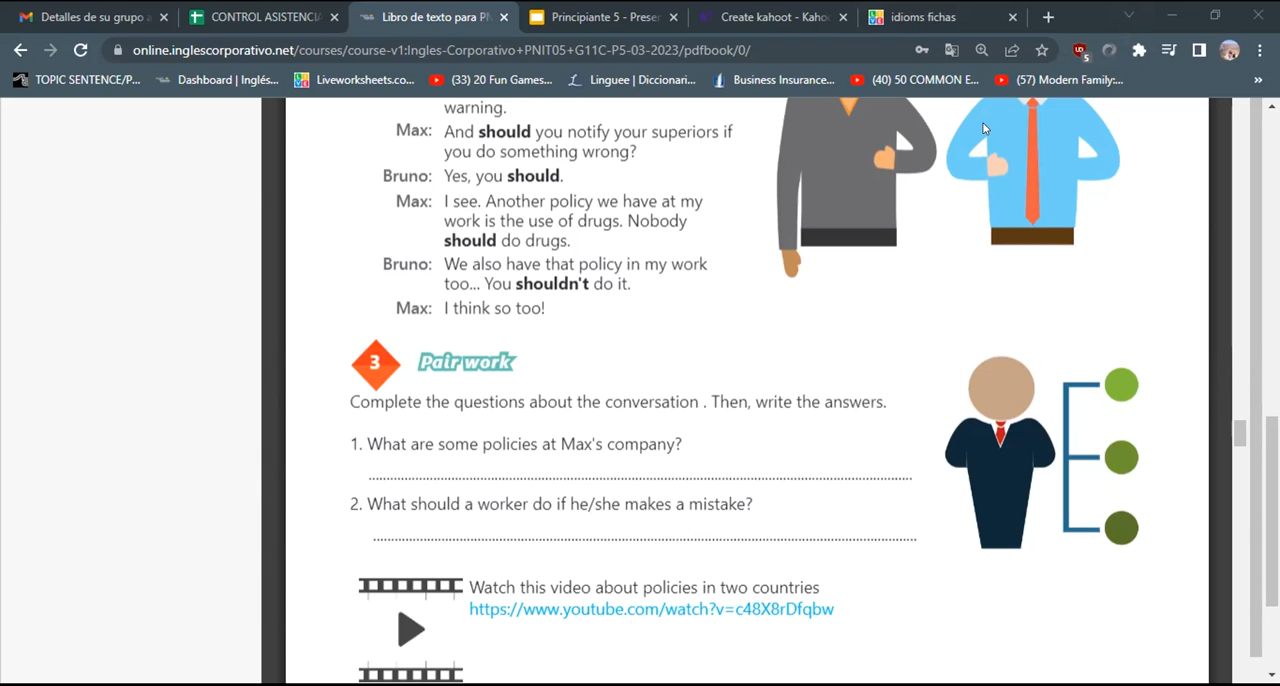 Detalles de su grupo a
CONTROL ASISTENCI
Libro de texto para PN
Principiante 5 - Preser
Create kahoot - Kaho
idioms fichas
online.inglescorporativo.net/courses/course-v1:Ingles-Corporativo+PNIT05+G11C-P5-03-2023/pdfbook/0/
5
TOPIC SENTENCE/P...
Dashboard | Inglés...
Liveworksheets.co...
(33) 20 Fun Games...
Linguee | Diccionari...
Business Insurance...
(40) 50 COMMON E...
(57) Modern Family:...
»
warning.
Max: And should you notify your superiors if
you do something wrong?
Bruno: Yes, you should.
Max: I see. Another policy we have at my
work is the use of drugs. Nobody
should do drugs.
Bruno: We also have that policy in my work
too... You shouldn't do it.
Max: I think so too!
3 Pair work
Complete the questions about the conversation . Then, write the answers.
1. What are some policies at Max's company?
2. What should a worker do if he/she makes a mistake?
Watch this video about policies in two countries
https://www.youtube.com/watch?v=c48X8rDfqbw